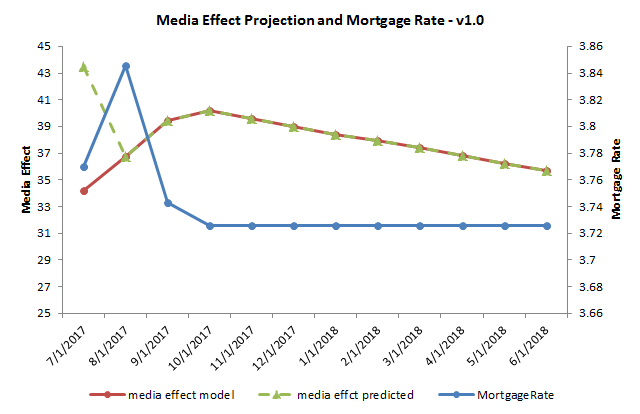 Media Effect Projection and Mortgage Rate - v1.0
45 3.86
43 3.84
41 3.82
39 3.8
37 3.78
35 3.76
33 3.74
31 3.72
29 3.7
27 3.68
25 3.66
Media Effect
Mortgage Rate
7/1/2017 8/1/2017 9/1/2017 10/1/2017 11/1/2017 12/1/2017 1/1/2018 2/1/2018 3/1/2018 4/1/2018 5/1/2018 6/1/2018
media effect model media effct predicted MortgageRate